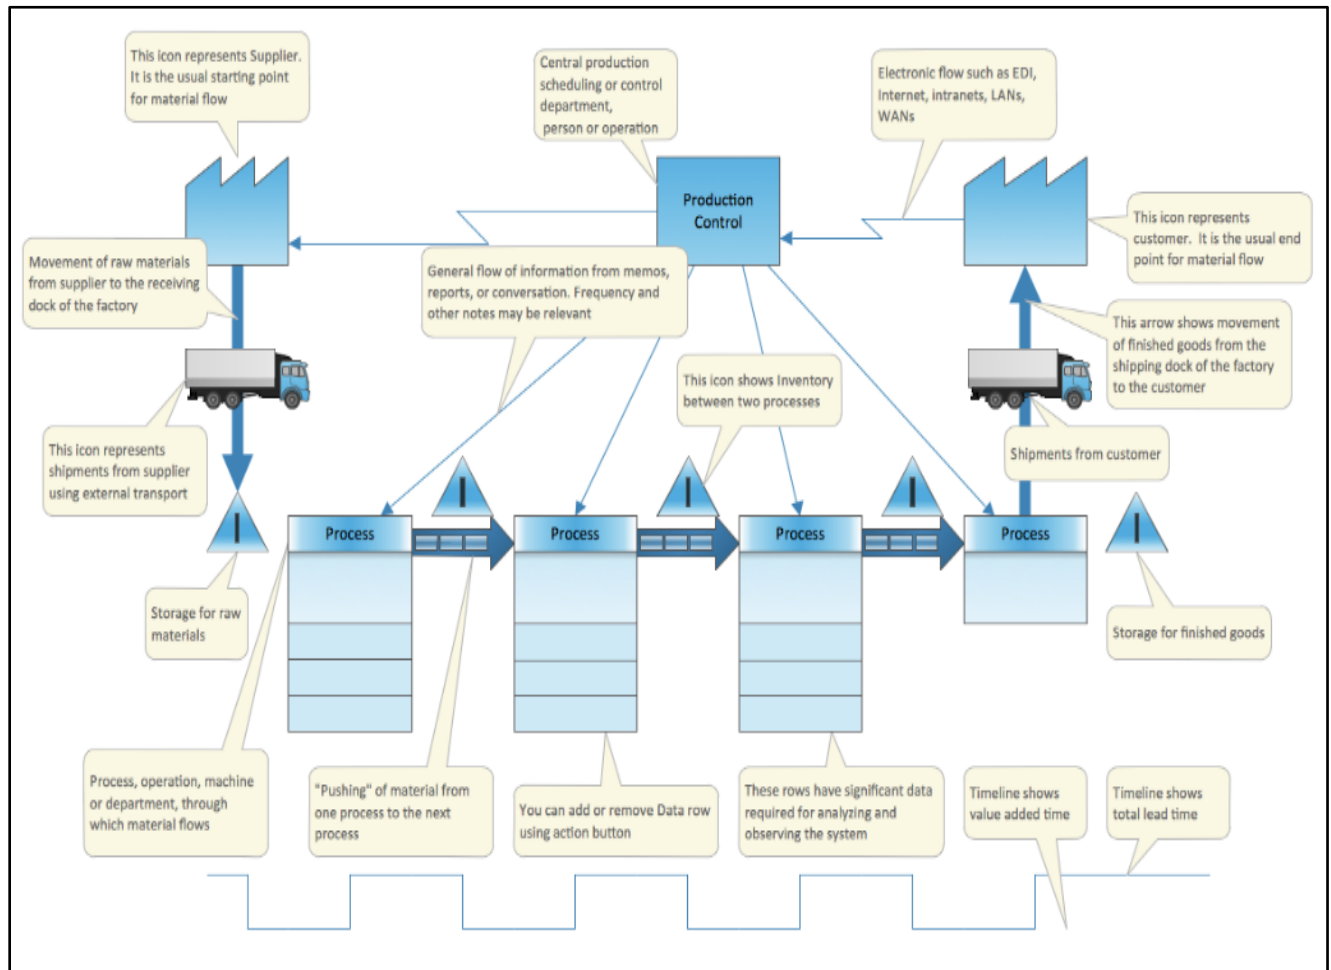 This icon represents Supplier.
It is the usual starting point
for material flow
Central production
scheduling or control
department,
person or operation
Electronic flow such as EDI,
Internet, intranets, LANs,
WANs
Production
Control
This icon represents
customer. It is the usual end
point for material flow
Movement of raw materials
from supplier to the receiving
dock of the factory
General flow of information from memos,
reports, or conversation. Frequency and
other notes may be relevant
This arrow shows movement
of finished goods from the
shipping dock of the factory
to the customer
This icon shows Inventory
between two processes
This icon represents
shipments from supplier
using external transport
Shipments from customer
I
I
I
I
I
Process
Process
Process
Process
Storage for raw
materials
Storage for finished goods
Process, operation, machine
or department, through
which material flows
"Pushing" of material from
one process to the next
process
You can add or remove Data row
using action button
These rows have significant data
required for analyzing and
observing the system
Timeline shows
value added time
Timeline shows
total lead time